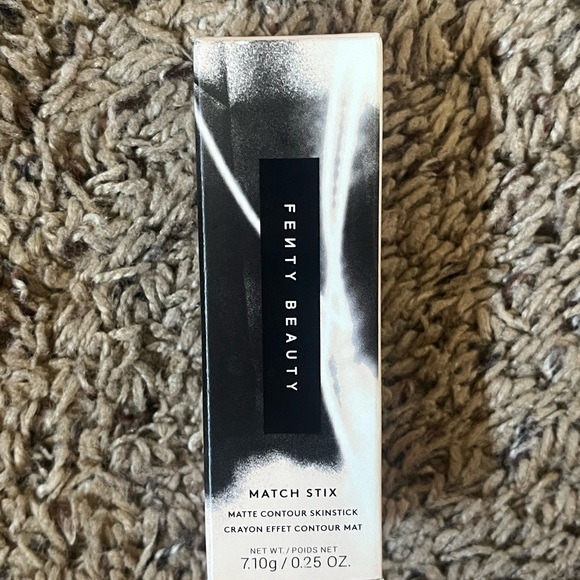 FEИTY BEAUTY
MATCH STIX
MATTE CONTOUR SKINSTICK
CRAYON EFFET CONTOUR MAT
NET WT. / POIDS NET
7.10g / 0.25 OZ.